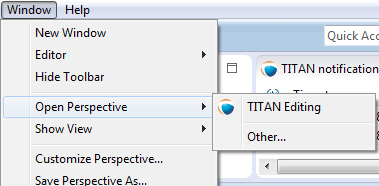 Window Help
New Window
Quick Acc
Editor
Hide Toolbar
TITAN notification
Open Perspective
TITAN Editing
Show View
Other...
Customize Perspective...
Save Perspective As...